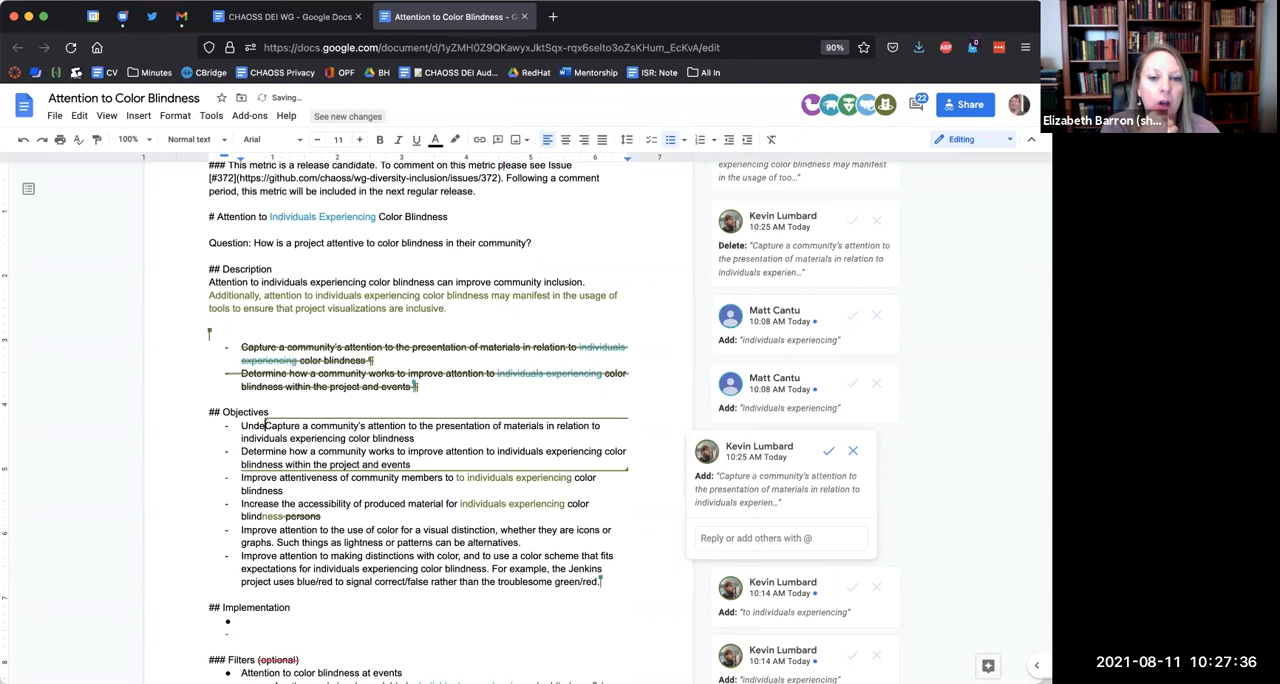 CHAOSS DEI WG - Google Docs
Attention to Color Blindness - G
https://docs.google.com/document/d/1yZMH0Z9QKawyxJktSqx-rqx6selto3oZsKHum_EcKvA/edit
90%
ABP
0
CV
Minutes
CBridge
CHAOSS Privacy
OPF
BH
CHAOSS DEI Aud...
RedHat
Mentorship
ISR: Note
All In
Elizabeth Barron (sh...
Attention to Color Blindness
Saving...
File Edit View Insert Format Tools Add-ons Help
See new changes
22
Share
100%
Normal text
Arial
11
Editing
1 1 2 3 4 5 6 7
### This metric is a release candidate. To comment on this metric please see Issue
[#372](https://github.com/chaoss/wg-diversity-inclusion/issues/372). Following a comment
period, this metric will be included in the next regular release.
# Attention to Individuals Experiencing Color Blindness
Question: How is a project attentive to color blindness in their community?
## Description
Attention to individuals experiencing color blindness can improve community inclusion.
Additionally, attention to individuals experiencing color blindness may manifest in the usage of
tools to ensure that project visualizations are inclusive.
- Capture a community's attention to the presentation of materials in relation to individuals
experiencing color blindness ¶
- Determine how a community works to improve attention to individuals experiencing color
blindness within the project and events ¶
## Objectives
- UndeCapture a community's attention to the presentation of materials in relation to
individuals experiencing color blindness
- Determine how a community works to improve attention to individuals experiencing color
blindness within the project and events
- Improve attentiveness of community members to to individuals experiencing color
blindness
- Increase the accessibility of produced material for individuals experiencing color
blindness persons
- Improve attention to the use of color for a visual distinction, whether they are icons or
graphs. Such things as lightness or patterns can be alternatives.
- Improve attention to making distinctions with color, and to use a color scheme that fits
expectations for individuals experiencing color blindness. For example, the Jenkins
project uses blue/red to signal correct/false rather than the troublesome green/red.
## Implementation
●
-
### Filters (optional)
● Attention to color blindness at events
experiencing color blindness may manifest
in the usage of too..."
Kevin Lumbard
10:25 AM Today
Delete: "Capture a community's attention to
the presentation of materials in relation to
individuals experien..."
Matt Cantu
10:08 AM Today
Add: "individuals experiencing"
Matt Cantu
10:08 AM Today
Add: "individuals experiencing"
Kevin Lumbard
10:25 AM Today
Add: "Capture a community's attention to
the presentation of materials in relation to
individuals experien..."
Reply or add others with @
Kevin Lumbard
10:14 AM Today
Add: "to individuals experiencing"
Kevin Lumbard
10:14 AM Today
Add: "individuals experiencing"
2021-08-11 10:27:36